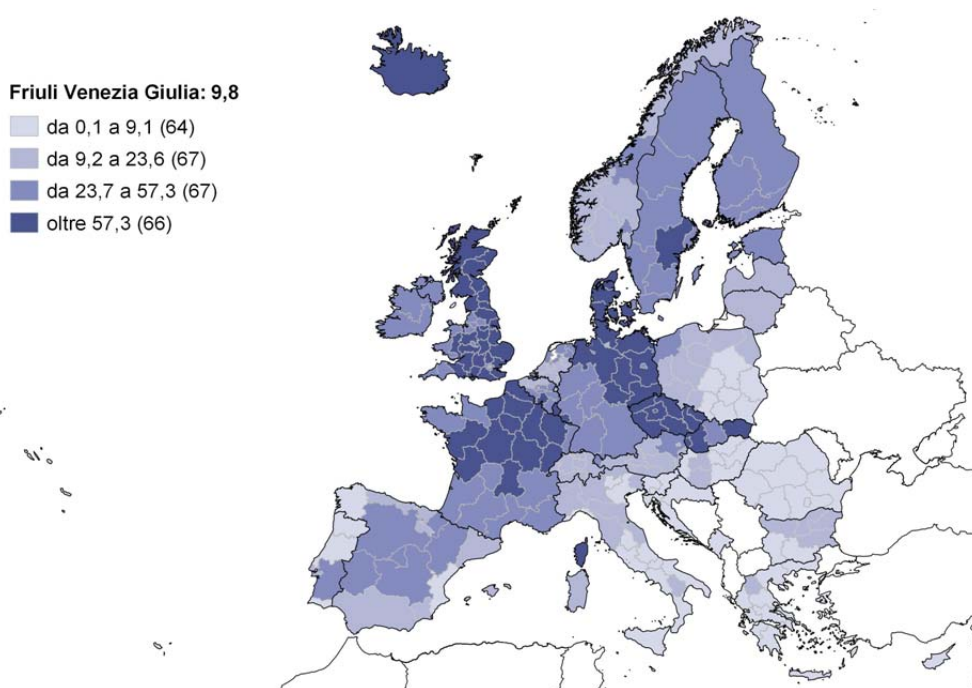 Friuli Venezia Giulia: 9,8
da 0,1 a 9,1 (64)
da 9,2 a 23,6 (67)
da 23,7 a 57,3 (67)
oltre 57,3 (66)